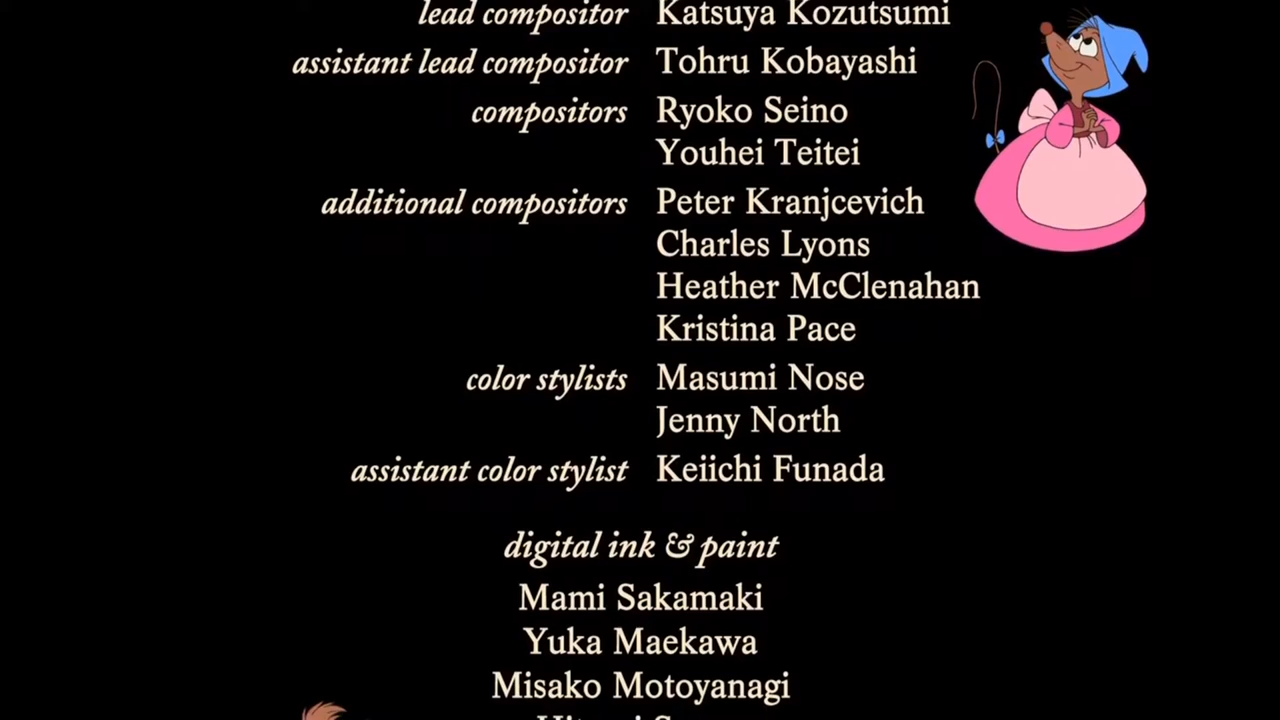 lead compositor Katsuya Kozutsumi
assistant lead compositor Tohru Kobayashi
compositors Ryoko Seino
Youhei Teitei
additional compositors Peter Kranjcevich
Charles Lyons
Heather McClenahan
Kristina Pace
color stylists Masumi Nose
Jenny North
assistant color stylist Keiichi Funada
digital ink & paint
Mami Sakamaki
Yuka Maekawa
Misako Motoyanagi